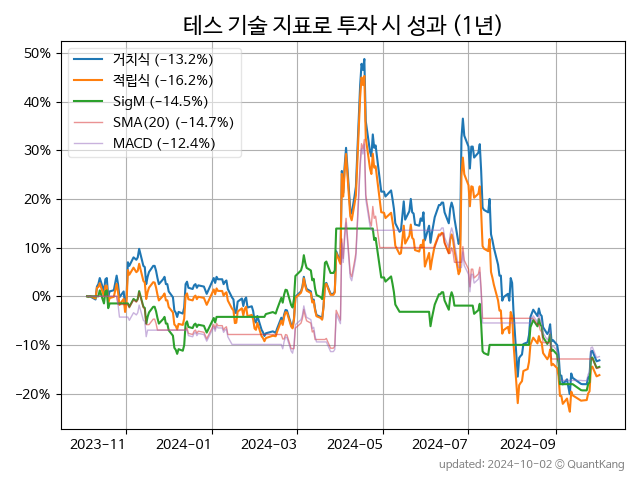 테스 기술 지표로 투자 시 성과 (1년)
거치식 (−13.2%)
적립식 (−16.2%)
SigM (−14.5%)
SMA(20) (−14.7%)
MACD (−12.4%)
50%
40%
30%
20%
10%
0%
−10%
−20%
2023-11 2024-01 2024-03 2024-05 2024-07 2024-09
updated: 2024-10-02 © QuantKang